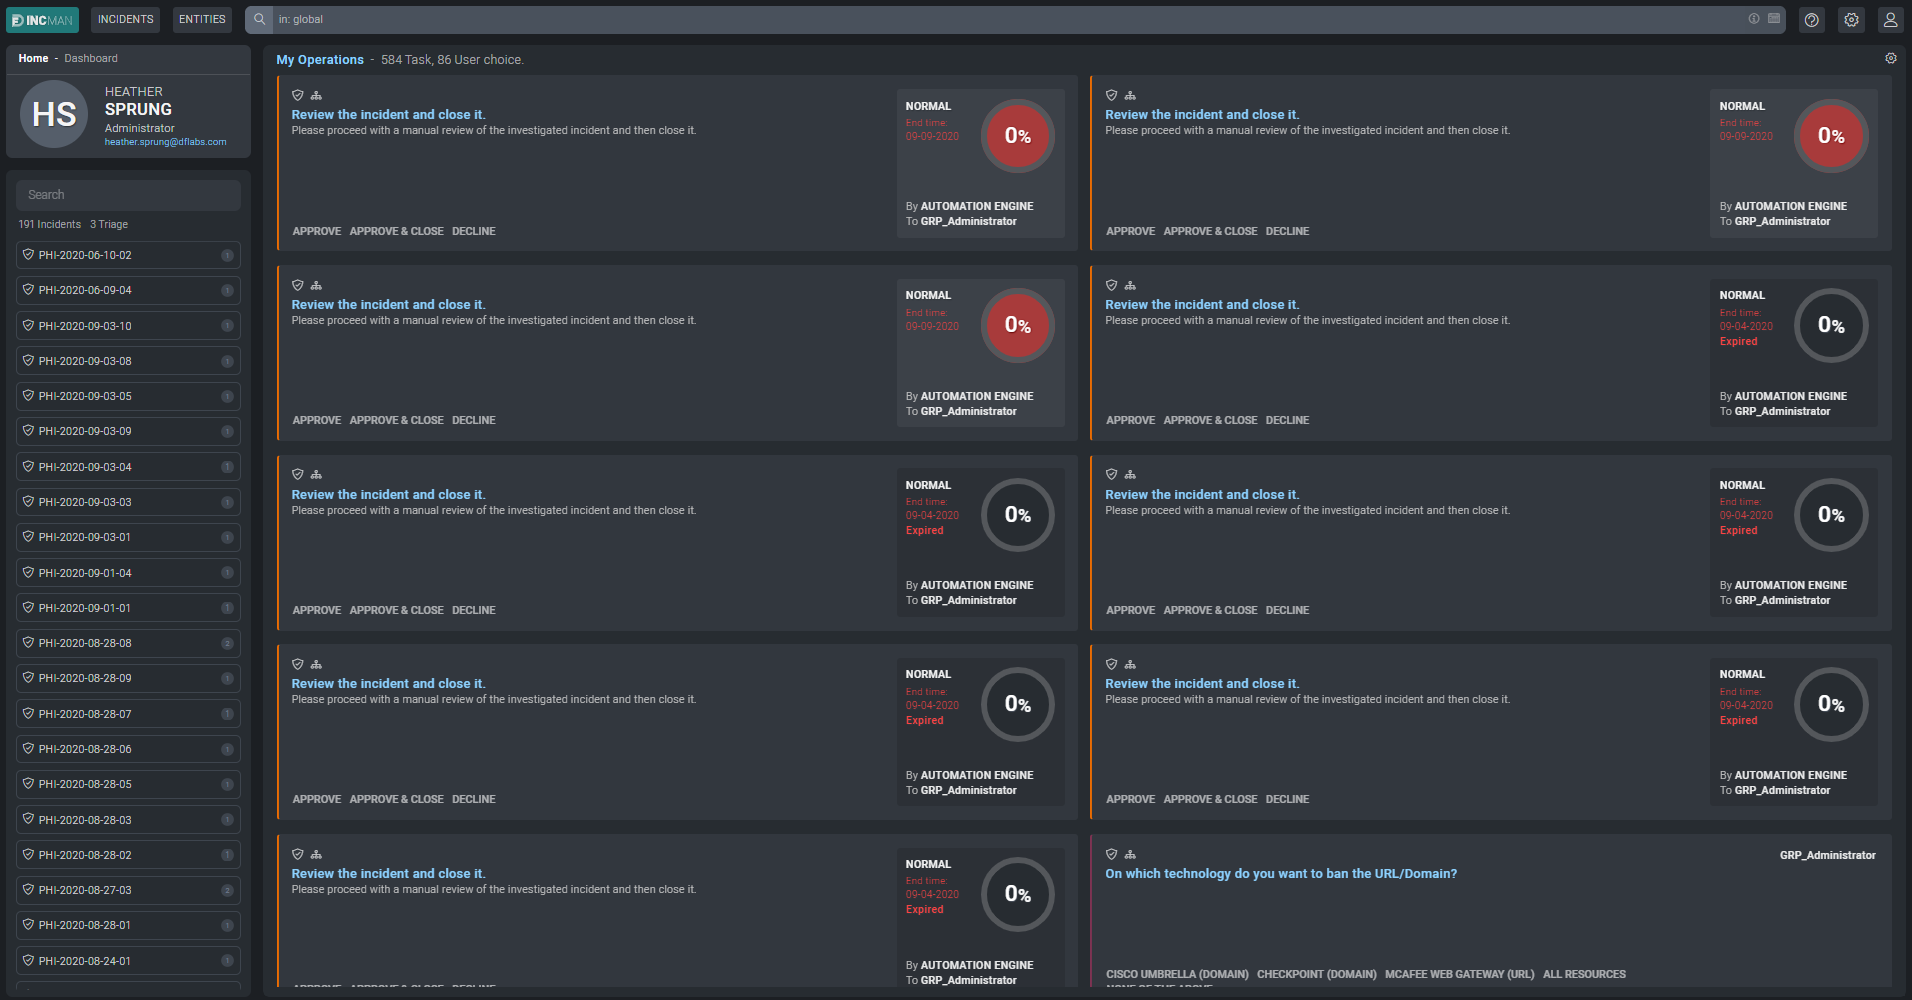 INCMAN INCIDENTS ENTITIES in: global
Home - Dashboard
HS
HEATHER
SPRUNG
Administrator
heather.sprung@dflabs.com
Search
191 Incidents 3 Triage
PHI-2020-06-10-02 1
PHI-2020-06-09-04 1
PHI-2020-09-03-10 1
PHI-2020-09-03-08 1
PHI-2020-09-03-05 1
PHI-2020-09-03-09 1
PHI-2020-09-03-04 1
PHI-2020-09-03-03 1
PHI-2020-09-03-01 1
PHI-2020-09-01-04 1
PHI-2020-09-01-01 1
PHI-2020-08-28-08 2
PHI-2020-08-28-09 1
PHI-2020-08-28-07 1
PHI-2020-08-28-06 1
PHI-2020-08-28-05 1
PHI-2020-08-28-03 1
PHI-2020-08-28-02 1
PHI-2020-08-27-03 2
PHI-2020-08-28-01 1
PHI-2020-08-24-01 1
My Operations - 584 Task, 86 User choice.
Review the incident and close it.
Please proceed with a manual review of the investigated incident and then close it.
APPROVE APPROVE & CLOSE DECLINE
NORMAL
End time:
09-09-2020
0%
By AUTOMATION ENGINE
To GRP_Administrator
Review the incident and close it.
Please proceed with a manual review of the investigated incident and then close it.
APPROVE APPROVE & CLOSE DECLINE
NORMAL
End time:
09-09-2020
0%
By AUTOMATION ENGINE
To GRP_Administrator
Review the incident and close it.
Please proceed with a manual review of the investigated incident and then close it.
APPROVE APPROVE & CLOSE DECLINE
NORMAL
End time:
09-09-2020
0%
By AUTOMATION ENGINE
To GRP_Administrator
Review the incident and close it.
Please proceed with a manual review of the investigated incident and then close it.
APPROVE APPROVE & CLOSE DECLINE
NORMAL
End time:
09-04-2020
Expired
0%
By AUTOMATION ENGINE
To GRP_Administrator
Review the incident and close it.
Please proceed with a manual review of the investigated incident and then close it.
APPROVE APPROVE & CLOSE DECLINE
NORMAL
End time:
09-04-2020
Expired
0%
By AUTOMATION ENGINE
To GRP_Administrator
Review the incident and close it.
Please proceed with a manual review of the investigated incident and then close it.
APPROVE APPROVE & CLOSE DECLINE
NORMAL
End time:
09-04-2020
Expired
0%
By AUTOMATION ENGINE
To GRP_Administrator
Review the incident and close it.
Please proceed with a manual review of the investigated incident and then close it.
APPROVE APPROVE & CLOSE DECLINE
NORMAL
End time:
09-04-2020
Expired
0%
By AUTOMATION ENGINE
To GRP_Administrator
Review the incident and close it.
Please proceed with a manual review of the investigated incident and then close it.
APPROVE APPROVE & CLOSE DECLINE
NORMAL
End time:
09-04-2020
Expired
0%
By AUTOMATION ENGINE
To GRP_Administrator
Review the incident and close it.
Please proceed with a manual review of the investigated incident and then close it.
APPROVE APPROVE & CLOSE DECLINE
NORMAL
End time:
09-04-2020
Expired
0%
By AUTOMATION ENGINE
To GRP_Administrator
GRP_Administrator
On which technology do you want to ban the URL/Domain?
CISCO UMBRELLA (DOMAIN) CHECKPOINT (DOMAIN) MCAFEE WEB GATEWAY (URL) ALL RESOURCES
NONE OF THE ABOVE